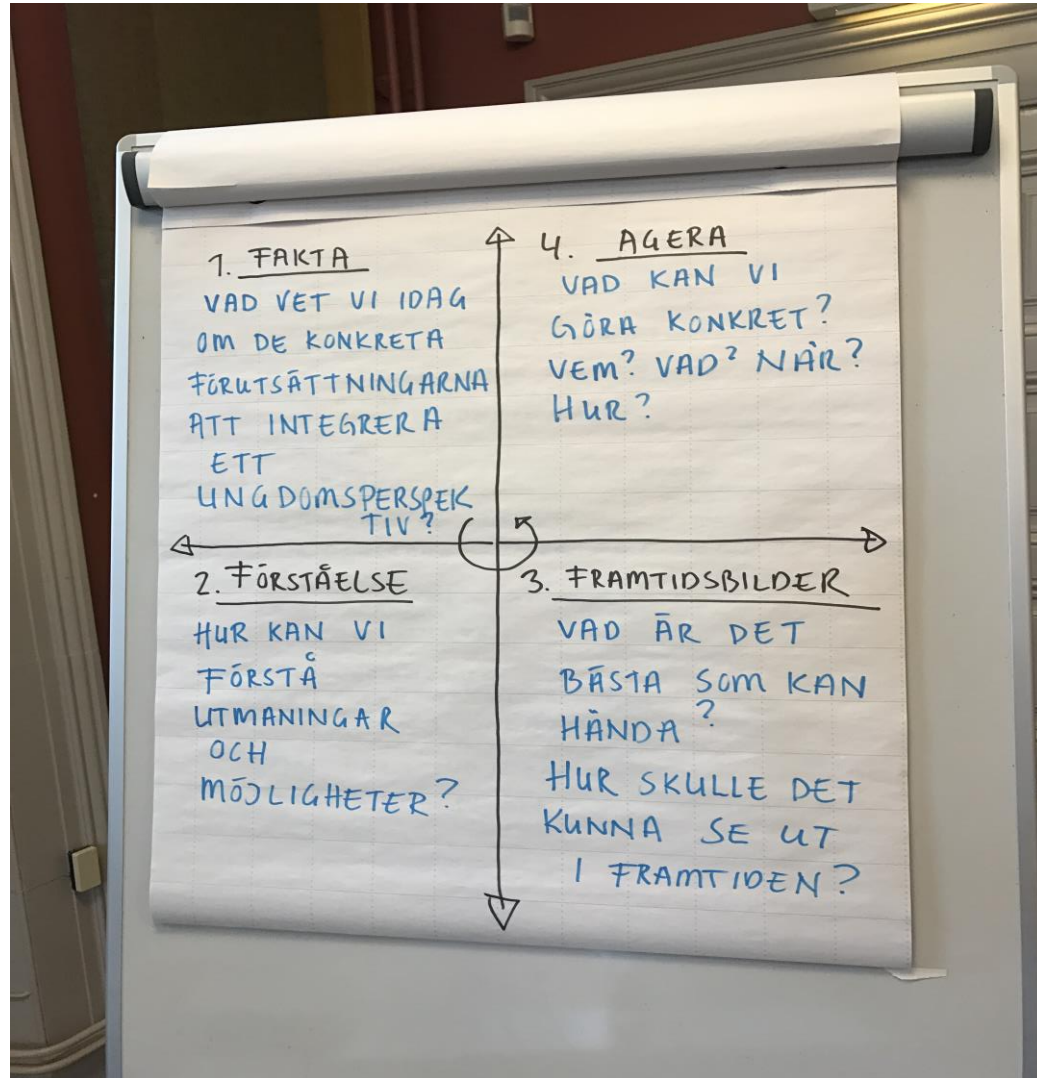 1. FAKTA
VAD VET VI IDAG
OM DE KONKRETA
FÖRUTSÄTTNINGARNA
ATT INTEGRERA
ETT
UNGDOMSPERSPEK
TIV?
2. FÖRSTÅELSE
HUR KAN VI
FÖRSTÅ
UTMANINGAR
OCH
MÖJLIGHETER?
3. FRAMTIDSBILDER
VAD ÄR DET
BÄSTA SOM KAN
HÄNDA?
HUR SKULLE DET
KUNNA SE UT
I FRAMTIDEN?
4. AGERA
VAD KAN VI
GÖRA KONKRET?
VEM? VAD? NÄR?
HUR?